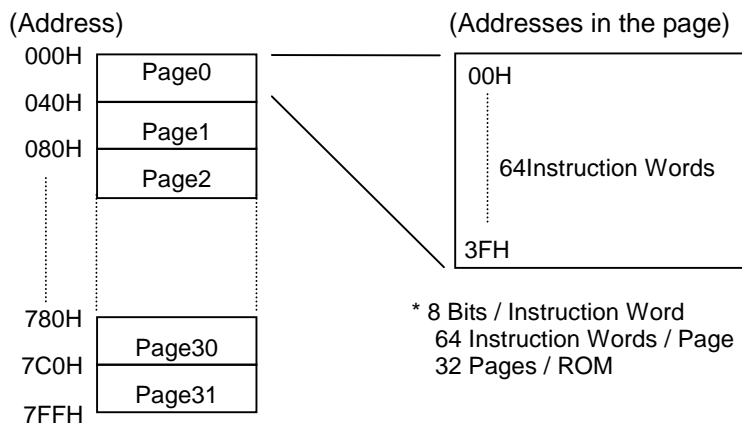 (Address)
000H
Page0
040H
Page1
080H
Page2
780H
Page30
7C0H
Page31
7FFH
(Addresses in the page)
00H
64Instruction Words
3FH
* 8 Bits / Instruction Word
64 Instruction Words / Page
32 Pages / ROM